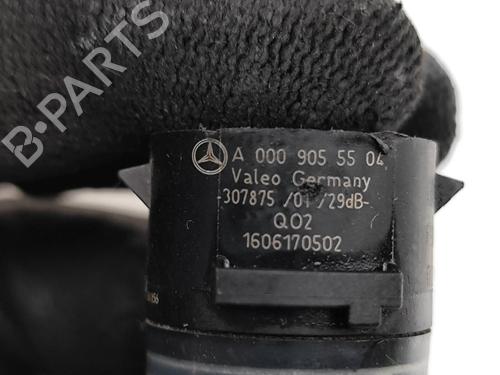 B-PARTS
A 000 905 55 04
Valeo Germany
-307875 /01 /29dB-
Q02
1606170502